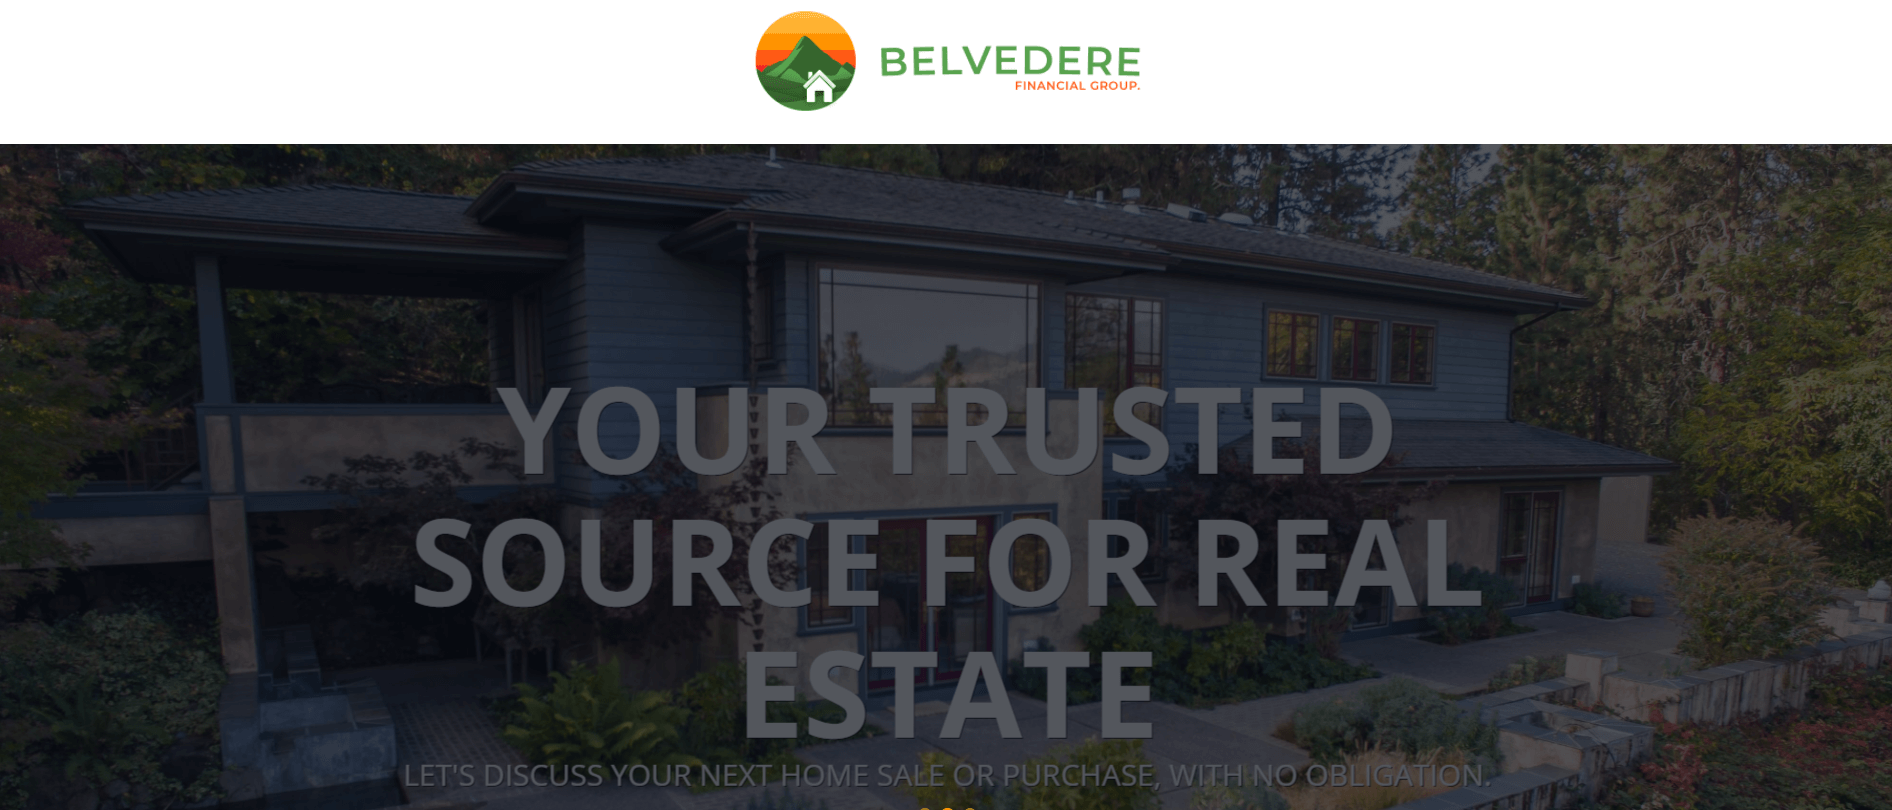 BELVEDERE
FINANCIAL GROUP.
YOUR TRUSTED
SOURCE FOR REAL
ESTATE
LET'S DISCUSS YOUR NEXT HOME SALE OR PURCHASE, WITH NO OBLIGATION.